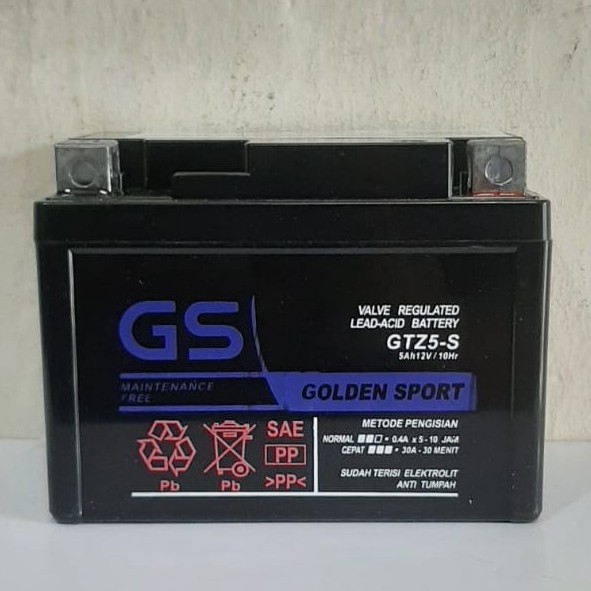 GS
VALVE REGULATED
LEAD-ACID BATTERY
GTZ5-S
5Ah12V / 10Hr
MAINTENANCE
FREE
GOLDEN SPORT
METODE PENGISIAN
NORMAL • 0.4A x 5 - 10 JAM
CEPAT • 30A - 30 MENIT
SUDAH TERISI ELEKTROLIT
ANTI TUMPAH
SAE
PP
>PP<
Pb
Pb